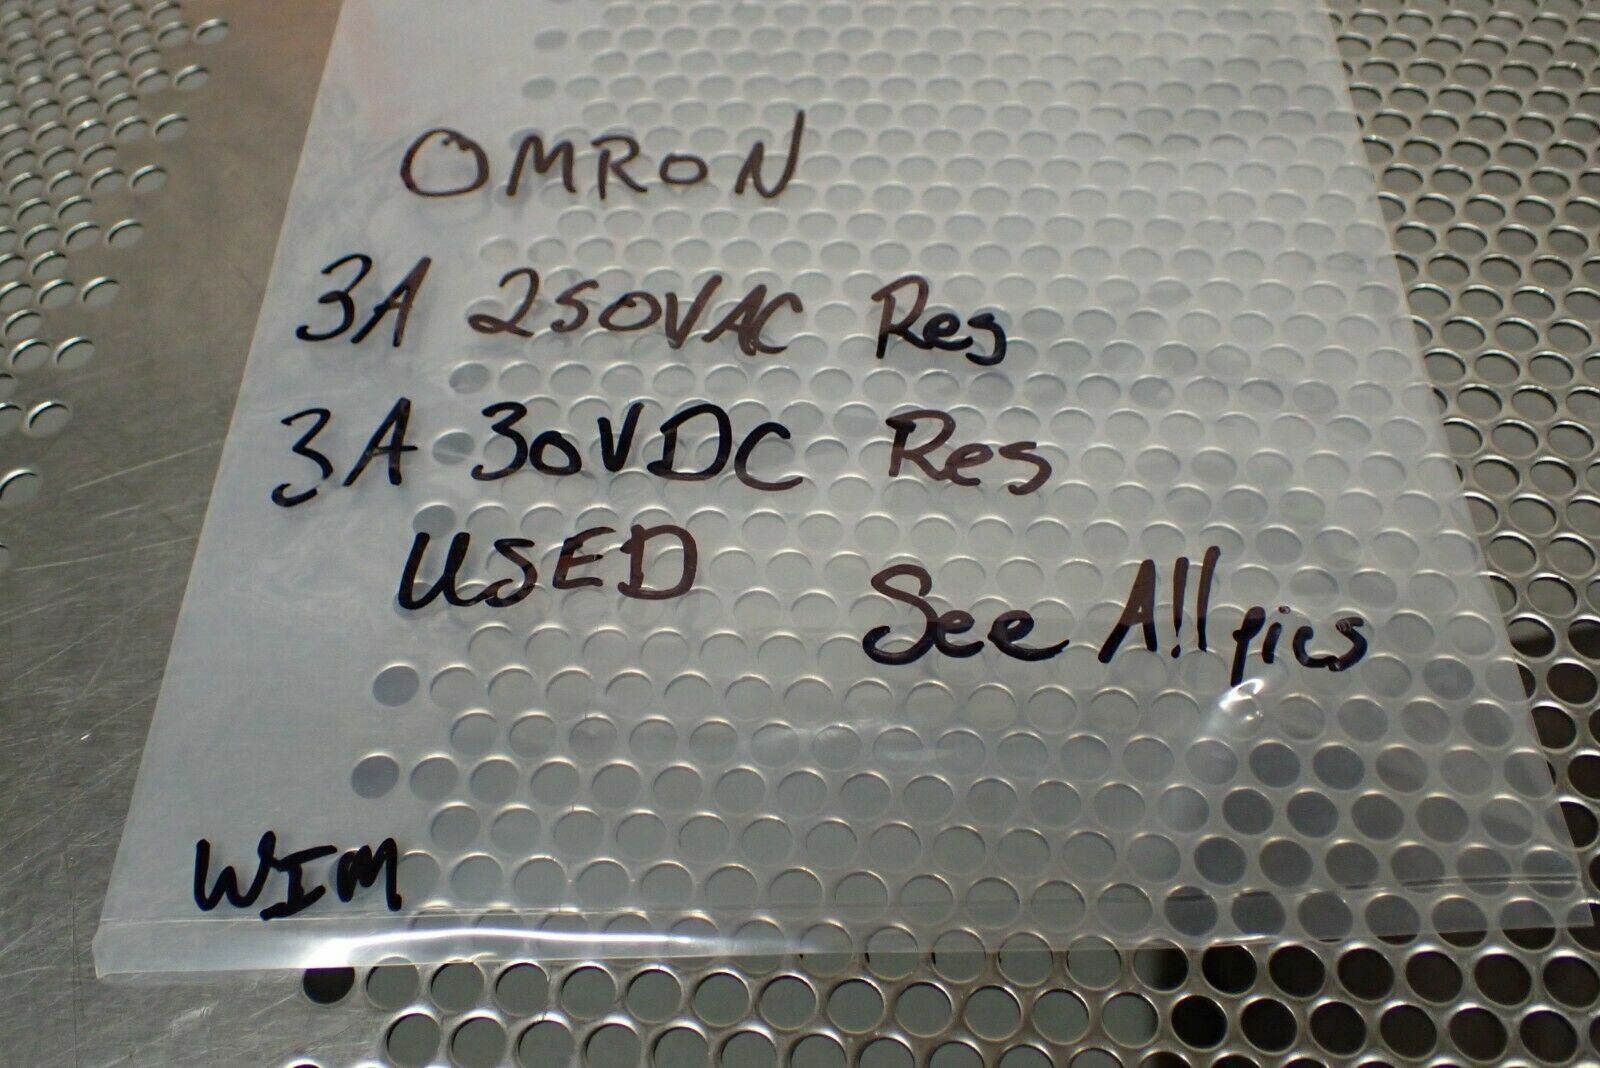 OMRON
3A 250VAC Res
3A 30VDC Res
USED
See All pics
WIM